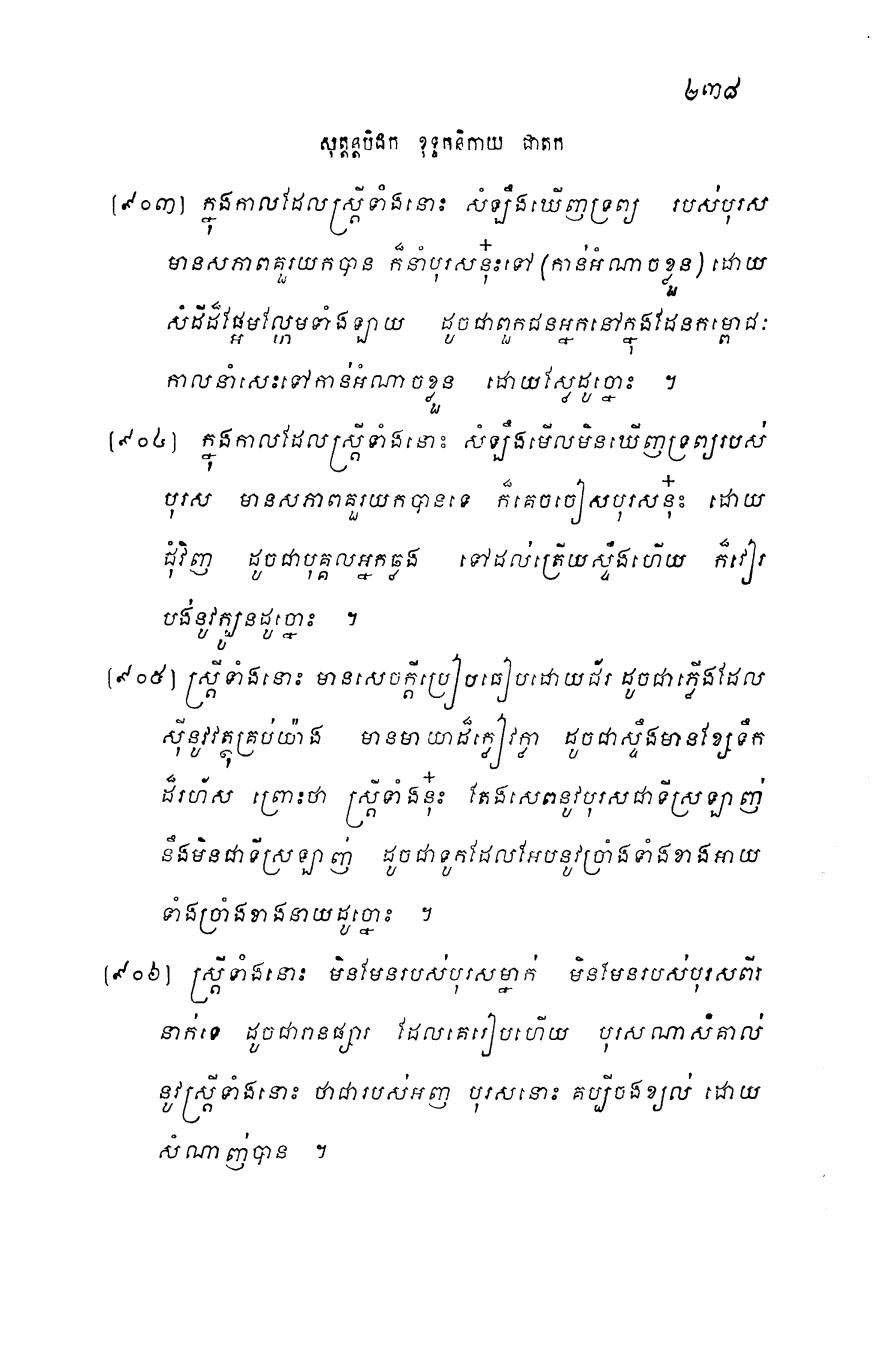 ២៣៨
សុត្តន្តបិដក ខុទ្ទកនិកាយ ជាតក
(៩០៣) ក្នុងកាលដែលស្ត្រីទាំងនោះ សំឡឹងឃើញទ្រព្យ របស់បុរស
មានសភាពគួរយកបាន ក៏នាំបុរសនុ៎ះទៅ (កាន់អំណាចខ្លួន) ដោយ
សំដីដ៏ផ្អែមល្ហែមទាំងឡាយ ដូចជាពួកជនអ្នកនៅក្នុងដែនកម្ពោជៈ
កាលនាំសេះទៅកាន់អំណាចខ្លួន ដោយស្លែដូច្នោះ ។
(៩០៤) ក្នុងកាលដែលស្ត្រីទាំងនោះ សំឡឹងមើលមិនឃើញទ្រព្យរបស់
បុរស មានសភាពគួរយកបានទេ ក៏គេចចៀសបុរសនុ៎ះ ដោយ
ជុំវិញ ដូចជាបុគ្គលអ្នកឆ្លង ទៅដល់ត្រើយស្ទឹងហើយ ក៏វៀរ
បង់នូវក្បូនដូច្នោះ ។
(៩០៥) ស្ត្រីទាំងនោះ មានសេចក្តីប្រៀបធៀបដោយជ័រ ដូចជាភ្លើងដែល
ស៊ីនូវវត្ថុគ្រប់យ៉ាង មានមាយាដ៏ក្លៀវក្លា ដូចជាស្ទឹងមានខ្សែទឹក
ដ៏រហ័ស ព្រោះថា ស្ត្រីទាំងនុ៎ះ តែងសេពនូវបុរសជាទីស្រឡាញ់
នឹងមិនជាទីស្រឡាញ់ ដូចជាទូកដែលអែបនូវច្រាំងទាំងខាងអាយ
ទាំងច្រាំងខាងនាយដូច្នោះ ។
(៩០៦) ស្ត្រីទាំងនោះ មិនមែនរបស់បុរសម្នាក់ មិនមែនរបស់បុរសពីរ
នាក់ទេ ដូចជារានផ្សារ ដែលគេរៀបហើយ បុរសណាសំគាល់
នូវស្ត្រីទាំងនោះ ថាជារបស់អញ បុរសនោះ គប្បីចងខ្យល់ ដោយ
សំណាញ់បាន ។